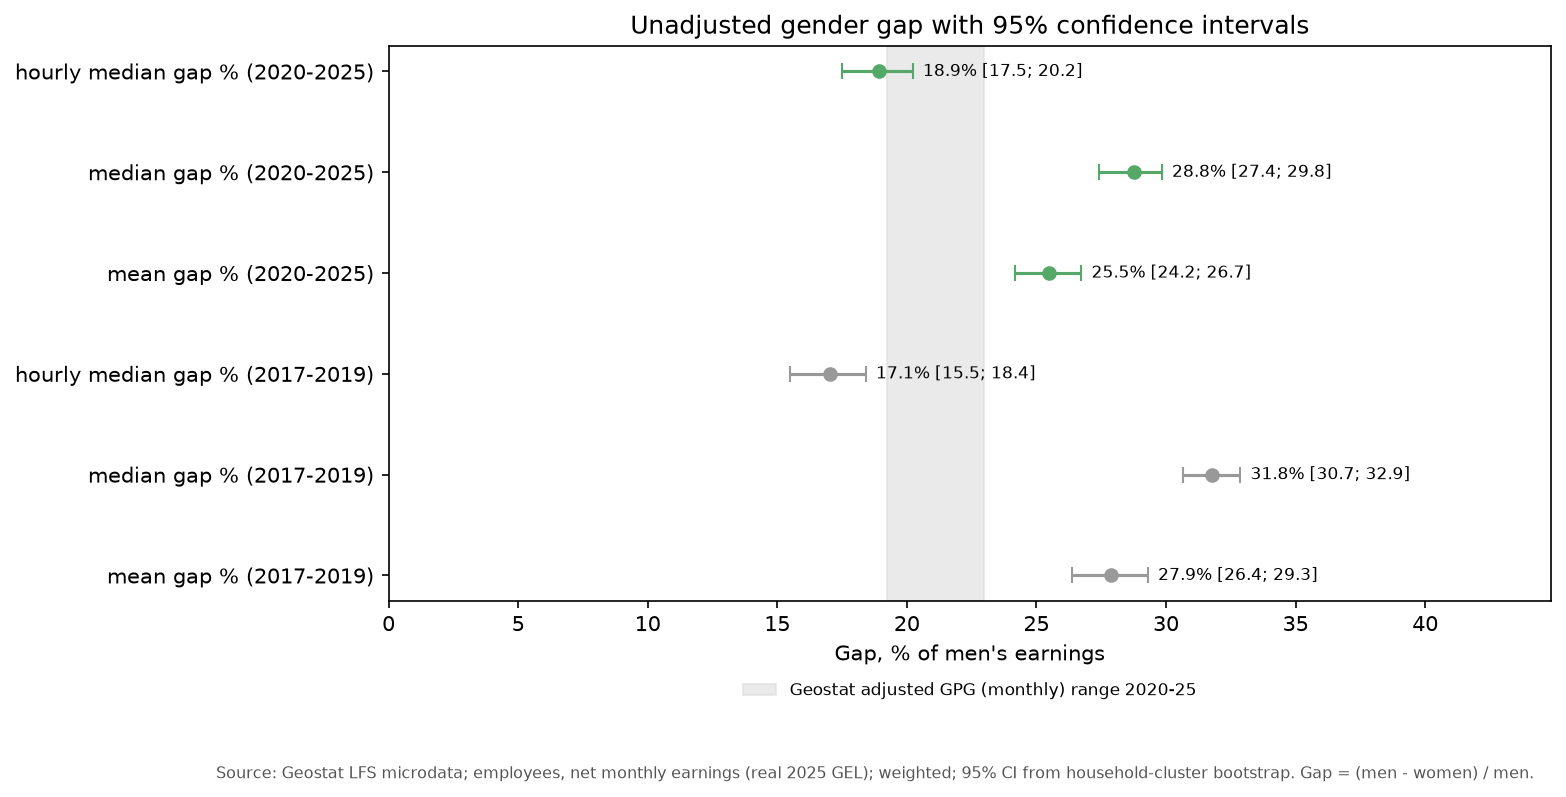 Unadjusted gender gap with 95% confidence intervals
hourly median gap % (2020-2025)
18.9% [17.5; 20.2]
median gap % (2020-2025)
28.8% [27.4; 29.8]
mean gap % (2020-2025)
25.5% [24.2; 26.7]
hourly median gap % (2017-2019)
17.1% [15.5; 18.4]
median gap % (2017-2019)
31.8% [30.7; 32.9]
mean gap % (2017-2019)
27.9% [26.4; 29.3]
0 5 10 15 20 25 30 35 40
Gap, % of men's earnings
Geostat adjusted GPG (monthly) range 2020-25
Source: Geostat LFS microdata; employees, net monthly earnings (real 2025 GEL); weighted; 95% CI from household-cluster bootstrap. Gap = (men - women) / men.